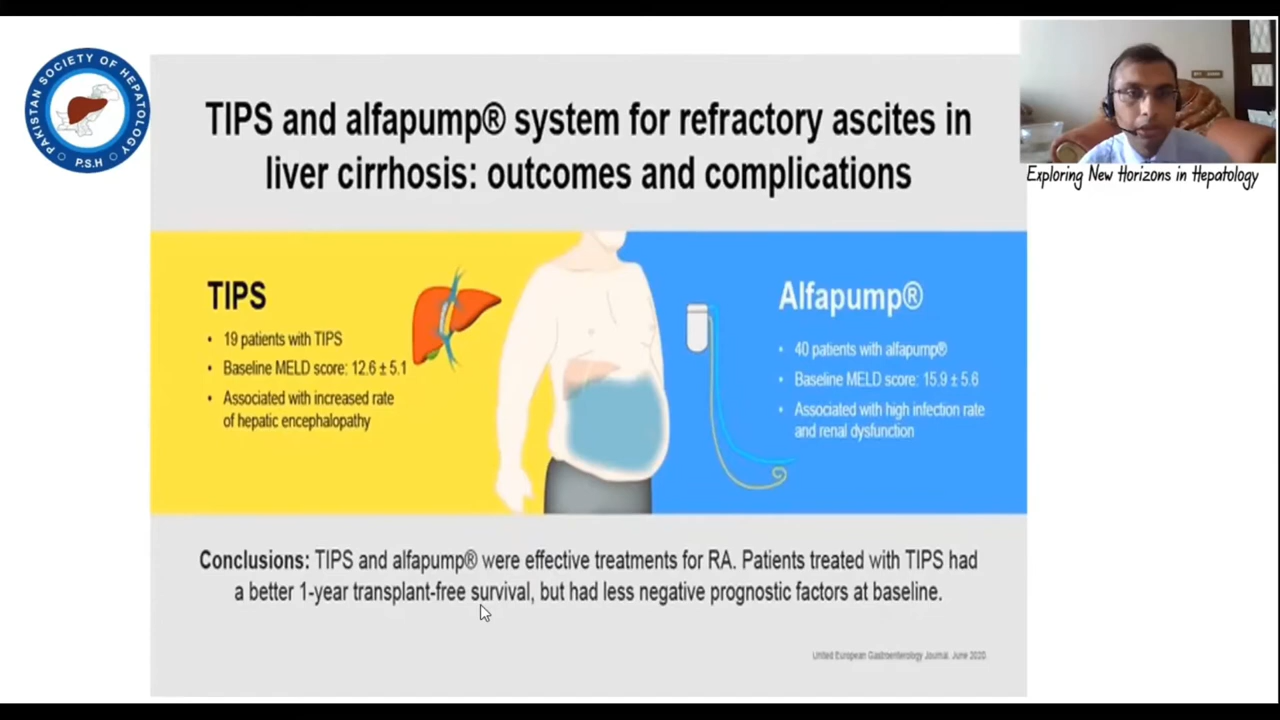 PAKISTAN SOCIETY OF HEPATOLOGY
P.S.H
TIPS and alfapump® system for refractory ascites in
liver cirrhosis: outcomes and complications
Exploring New Horizons in Hepatology
TIPS
• 19 patients with TIPS
• Baseline MELD score: 12.6 ± 5.1
• Associated with increased rate
of hepatic encephalopathy
Alfapump®
• 40 patients with alfapump®
• Baseline MELD score: 15.9 ± 5.6
• Associated with high infection rate
and renal dysfunction
Conclusions: TIPS and alfapump® were effective treatments for RA. Patients treated with TIPS had
a better 1-year transplant-free survival, but had less negative prognostic factors at baseline.
United European Gastroenterology Journal, June 2020